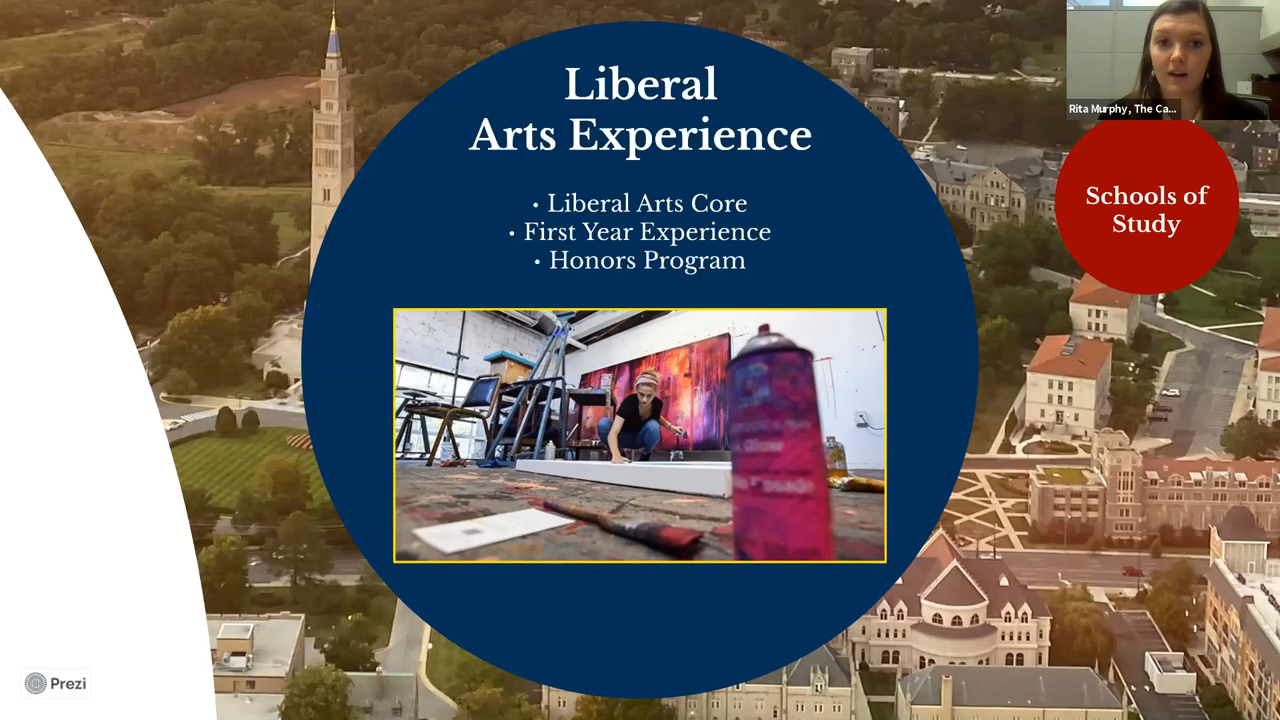 Liberal
Arts Experience
• Liberal Arts Core
• First Year Experience
• Honors Program
Rita Murphy, The Ca...
Schools of
Study
Prezi